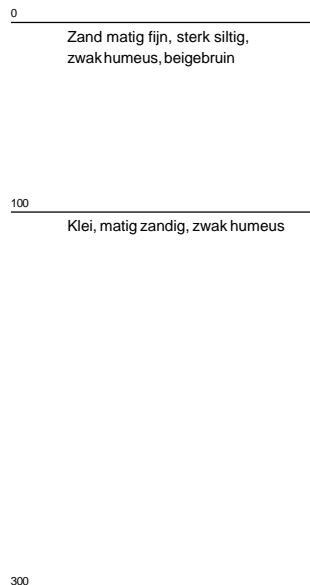 0
Zand matig fijn, sterk siltig,
zwak humeus, beigebruin
100
Klei, matig zandig, zwak humeus
300